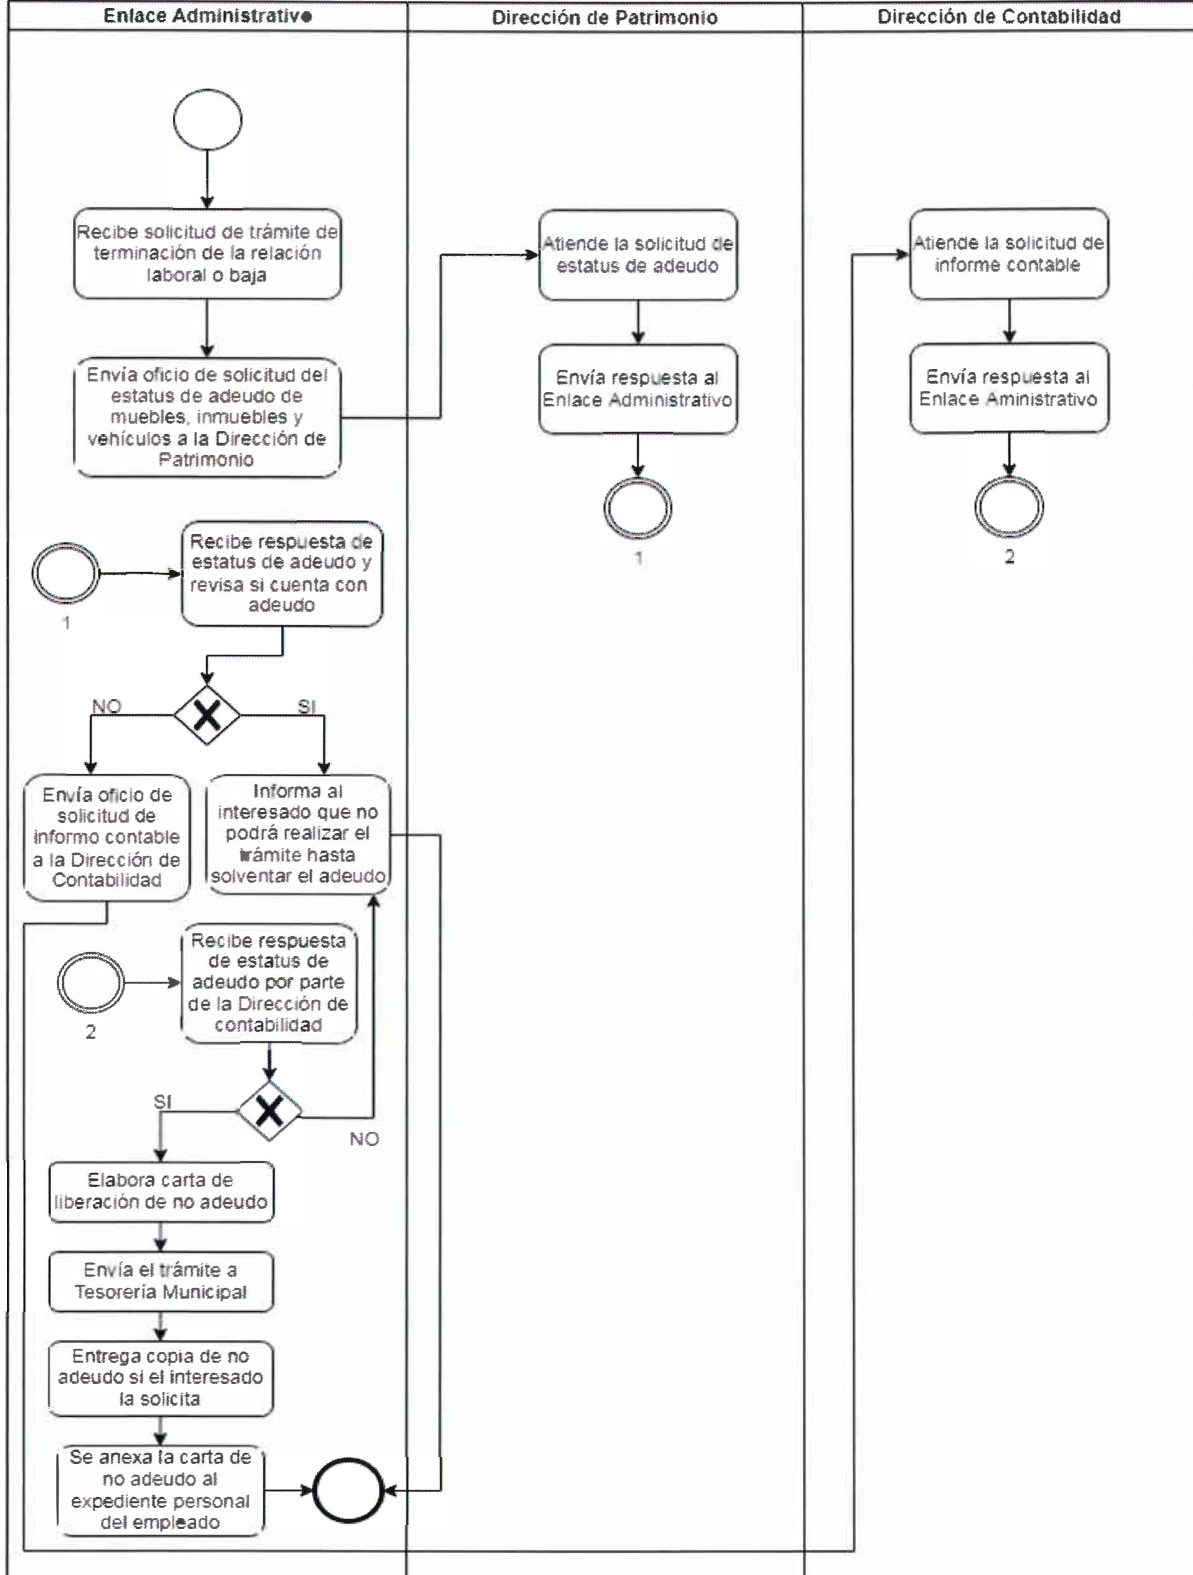 Enlace Administrativo
Dirección de Patrimonio
Dirección de Contabilidad
Recibe solicitud de trámite de
terminación de la relación
laboral o baja
Atiende la solicitud de
estatus de adeudo
Atiende la solicitud de
informe contable
Envía oficio de solicitud del
estatus de adeudo de
muebles, inmuebles y
vehículos a la Dirección de
Patrimonio
Envía respuesta al
Enlace Administrativo
Envía respuesta al
Enlace Aministrativo
1
2
Recibe respuesta de
estatus de adeudo y
revisa si cuenta con
adeudo
1
NO
SI
Envía oficio de
solicitud de
informo contable
a la Dirección de
Contabilidad
Informa al
interesado que no
podrá realizar el
trámite hasta
solventar el adeudo
Recibe respuesta
de estatus de
adeudo por parte
de la Dirección de
contabilidad
2
SI
NO
Elabora carta de
liberación de no adeudo
Envía el trámite a
Tesorería Municipal
Entrega copia de no
adeudo si el interesado
la solicita
Se anexa la carta de
no adeudo al
expediente personal
del empleado